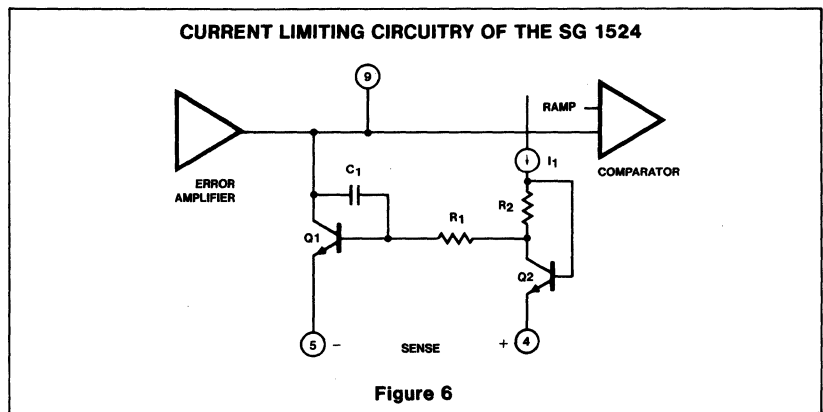 CURRENT LIMITING CIRCUITRY OF THE SG 1524
9
RAMP
I1
COMPARATOR
ERROR
AMPLIFIER
C1
R2
R1
Q1
Q2
5 -
SENSE
+ 4
Figure 6